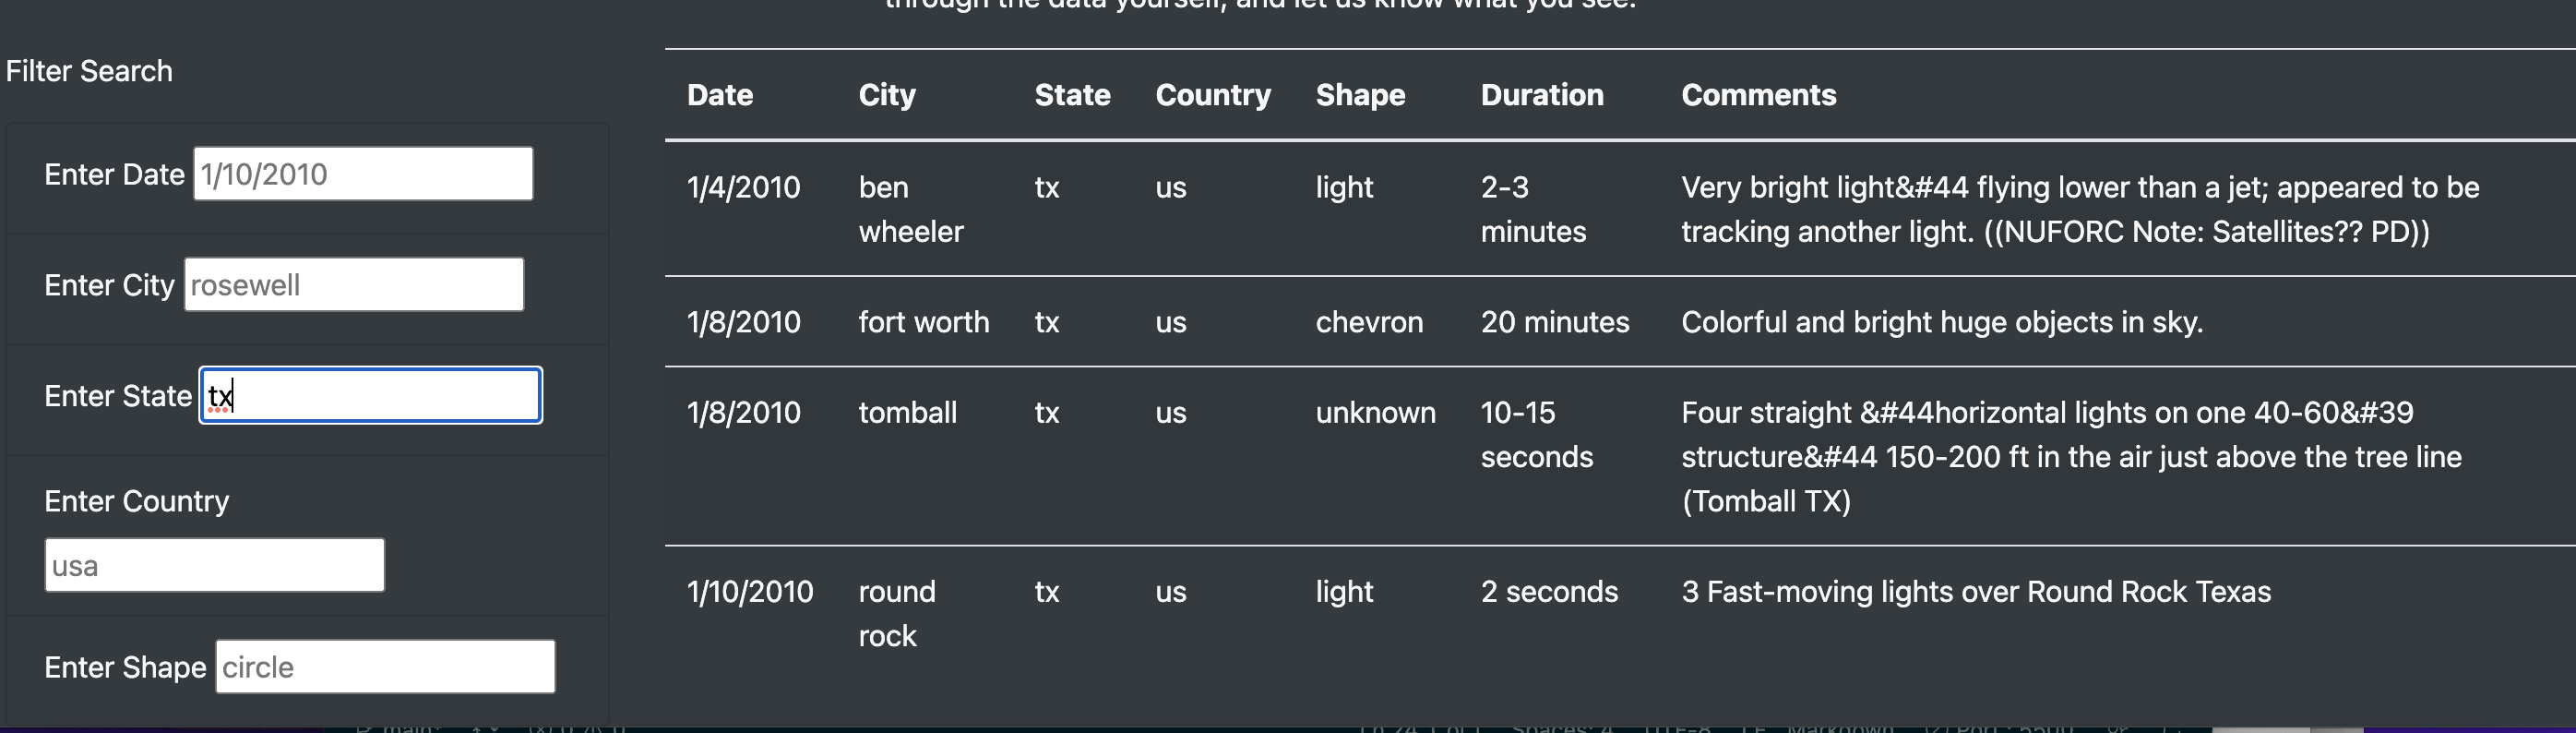 through the data yourself, and let us know what you see.
Filter Search
Enter Date 1/10/2010
Enter City rosewell
Enter State tx
Enter Country
usa
Enter Shape circle
Date City State Country Shape Duration Comments
1/4/2010 ben tx us light 2-3 Very bright light&#44 flying lower than a jet; appeared to be
wheeler minutes tracking another light. ((NUFORC Note: Satellites?? PD))
1/8/2010 fort worth tx us chevron 20 minutes Colorful and bright huge objects in sky.
1/8/2010 tomball tx us unknown 10-15 Four straight &#44horizontal lights on one 40-60&#39
seconds structure&#44 150-200 ft in the air just above the tree line
(Tomball TX)
1/10/2010 round tx us light 2 seconds 3 Fast-moving lights over Round Rock Texas
rock